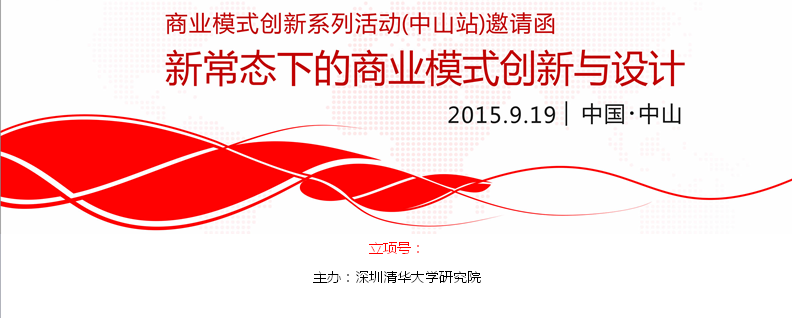 商业模式创新系列活动(中山站)邀请函
新常态下的商业模式创新与设计
2015.9.19 | 中国·中山
立项号：
主办：深圳清华大学研究院